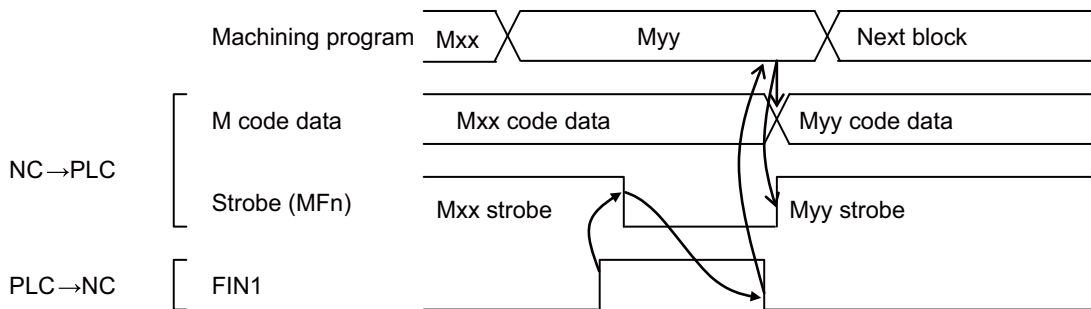 Machining program Mxx Myy Next block
M code data Mxx code data Myy code data
NC→PLC
Strobe (MFn) Mxx strobe Myy strobe
PLC→NC FIN1